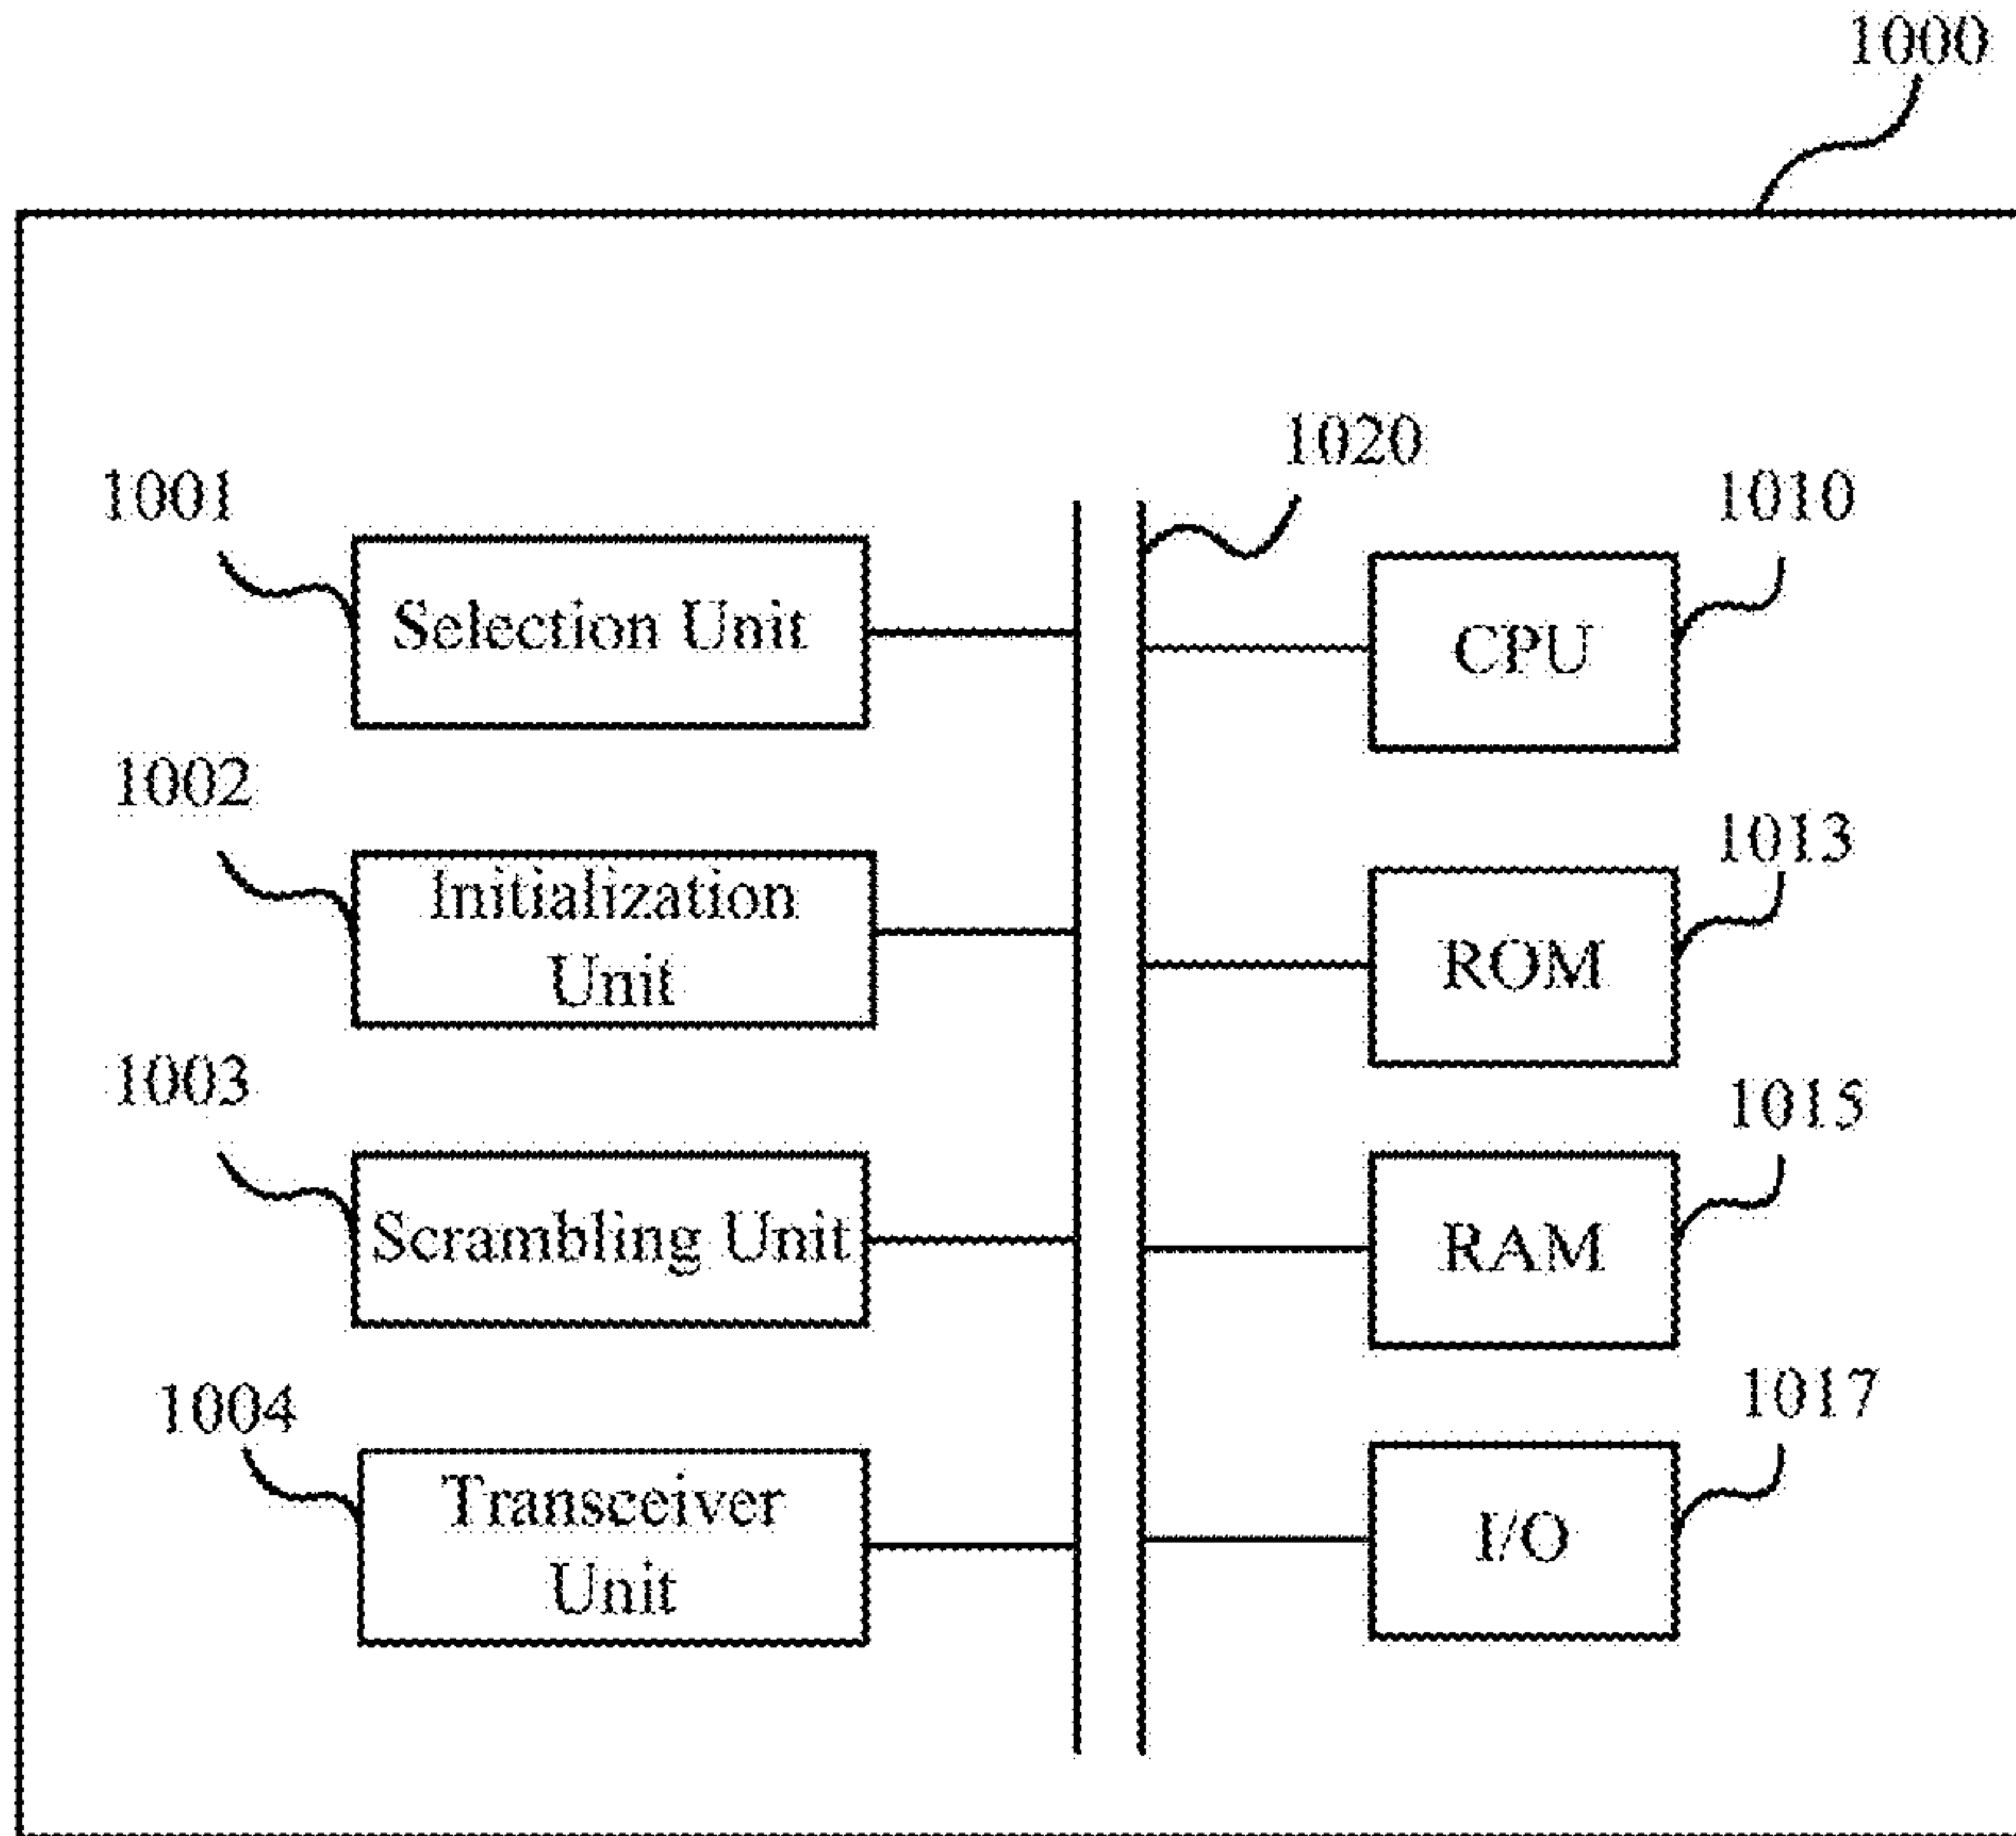 1000
1020
1001
1010
Selection Unit
CPU
1002
1013
Initialization
Unit
ROM
1003
1015
Scrambling Unit
RAM
1004
1017
Transceiver
Unit
I/O